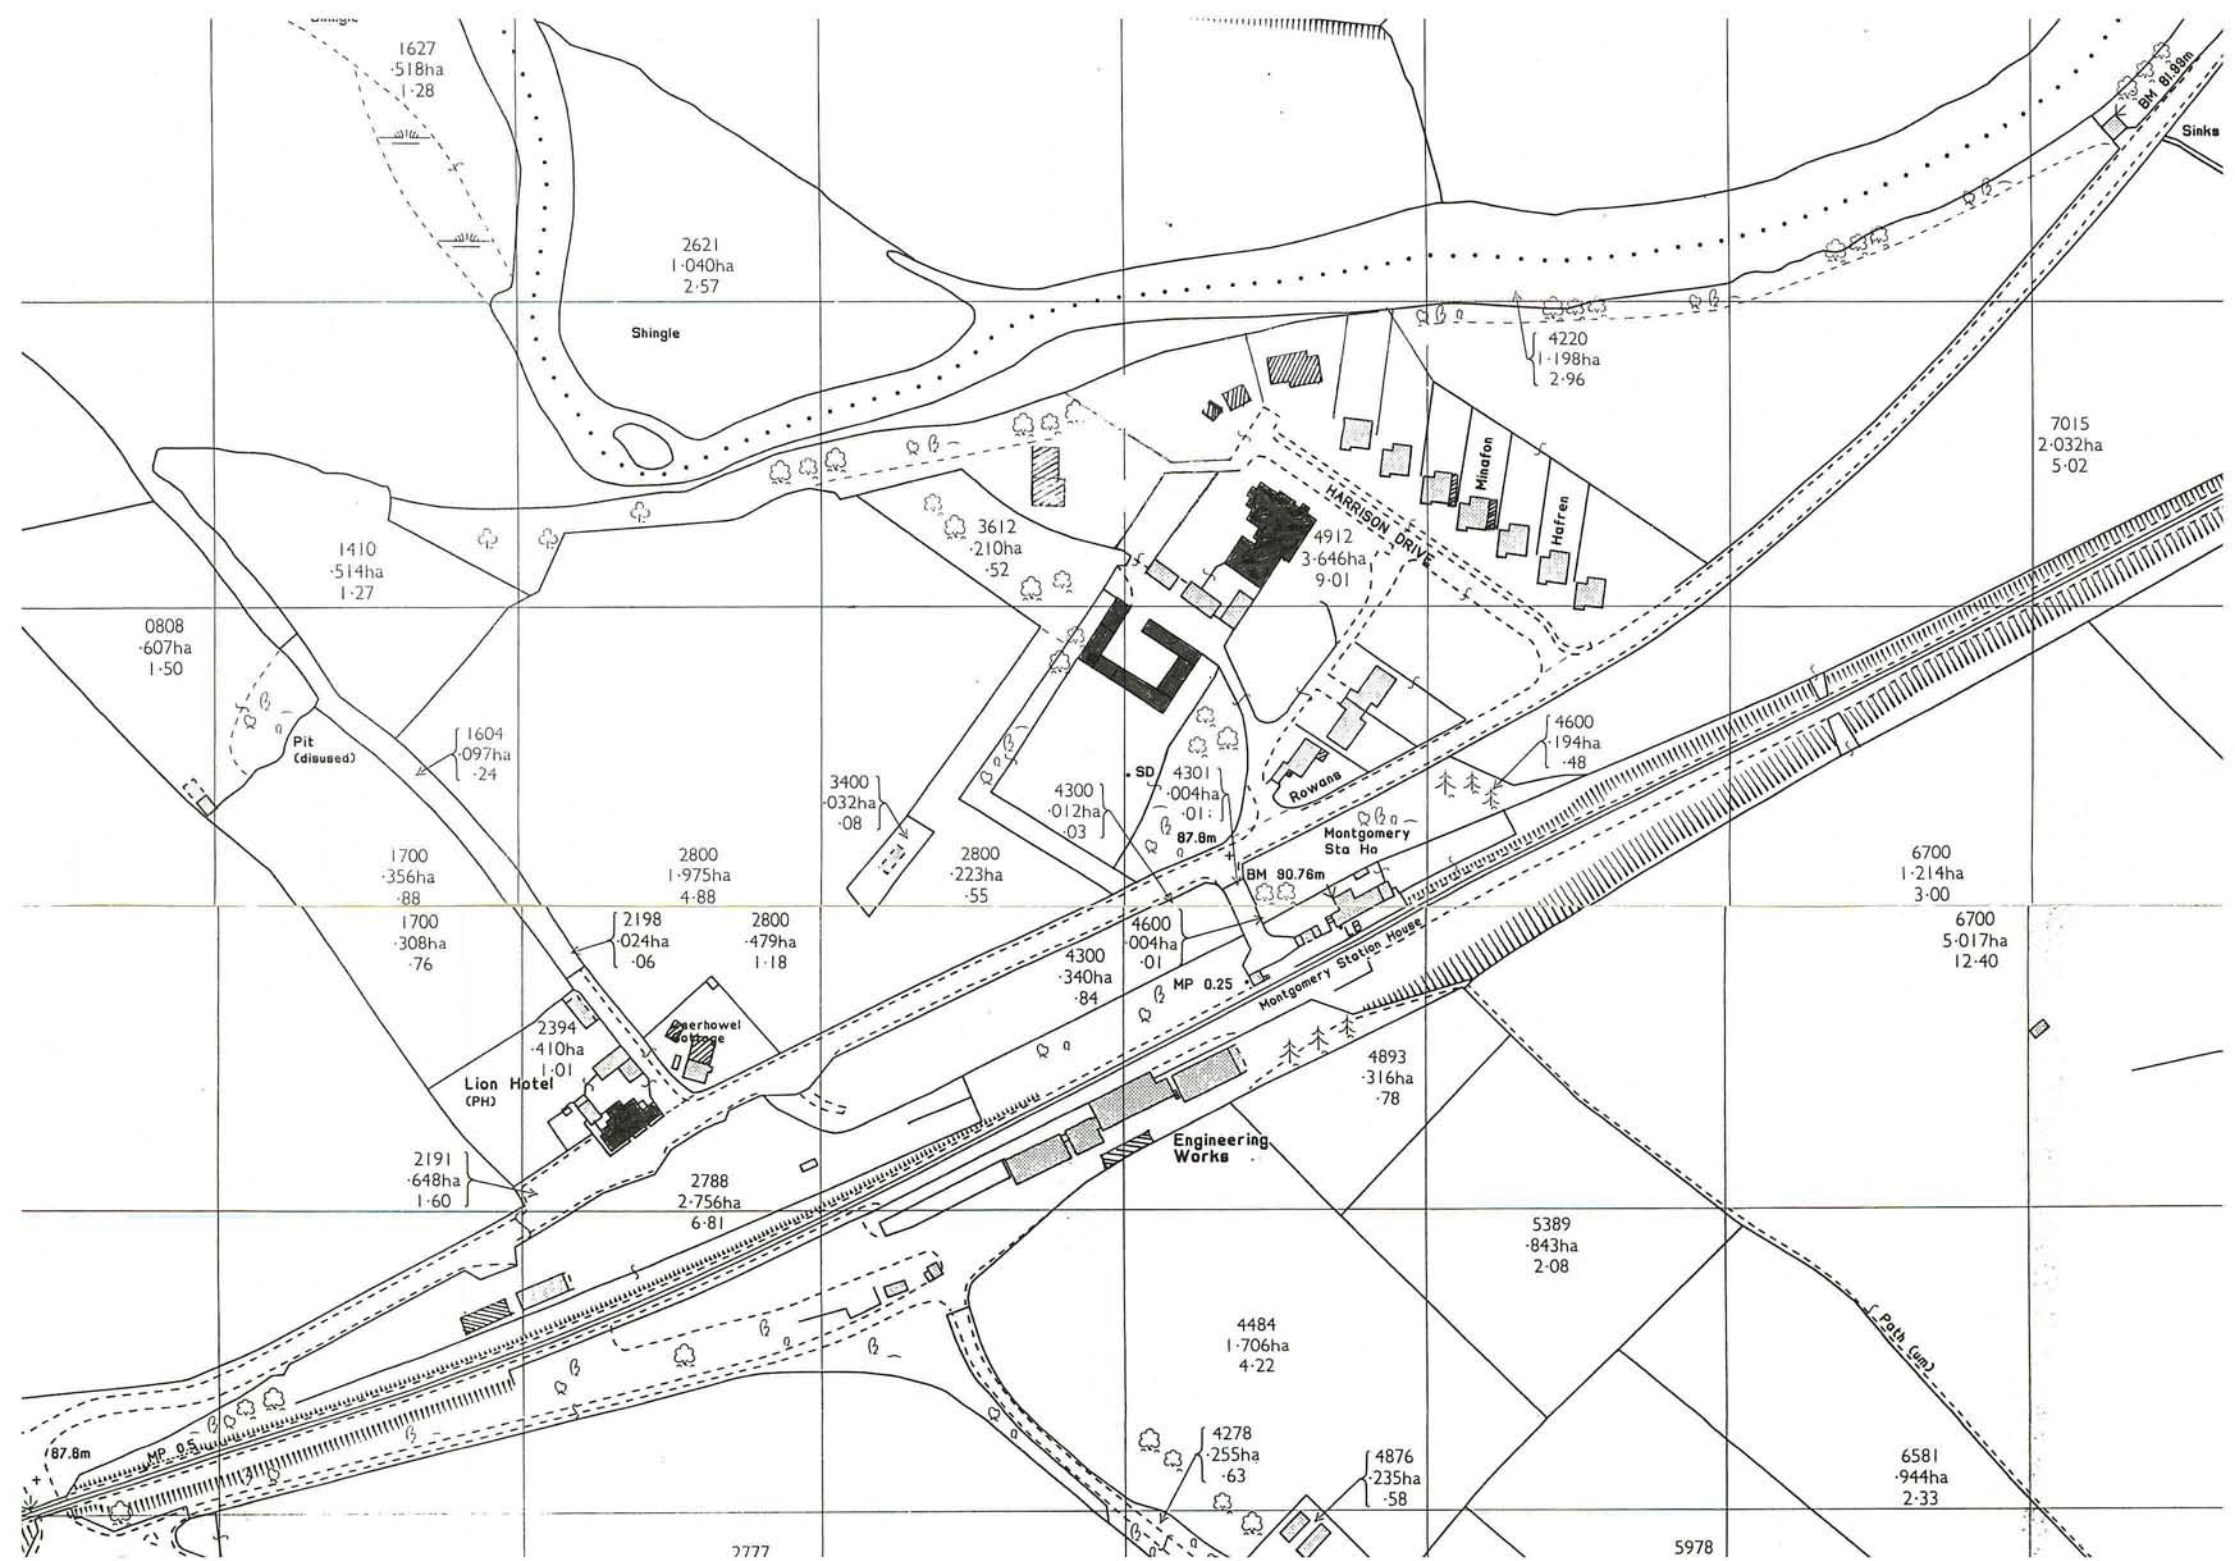 1627
·518ha
1·28
BM 81.99m
Sinks
2621
1·040ha
2·57
Shingle
4220
1·198ha
2·96
7015
2·032ha
5·02
Minafon
Hafren
HARRISON DRIVE
3612
·210ha
·52
4912
3·646ha
9·01
1410
·514ha
1·27
0808
·607ha
1·50
Pit
(disused)
1604
·097ha
·24
3400
·032ha
·08
SD
4300
·012ha
·03
4301
·004ha
·01
87.8m
Rowans
4600
·194ha
·48
Montgomery
Sta Ho
BM 90.76m
1700
·356ha
·88
2800
1·975ha
4·88
2800
·223ha
·55
6700
1·214ha
3·00
1700
·308ha
·76
2198
·024ha
·06
2800
·479ha
1·18
4600
·004ha
·01
4300
·340ha
·84
LB
Montgomery Station House
MP 0.25
6700
5·017ha
12·40
2394
·410ha
1·01
Lion Hotel
(PH)
4893
·316ha
·78
Engineering
Works
2191
·648ha
1·60
2788
2·756ha
6·81
5389
·843ha
2·08
4484
1·706ha
4·22
Path (um)
87.8m
MP 0.5
4278
·255ha
·63
4876
·235ha
·58
6581
·944ha
2·33
2777
5978